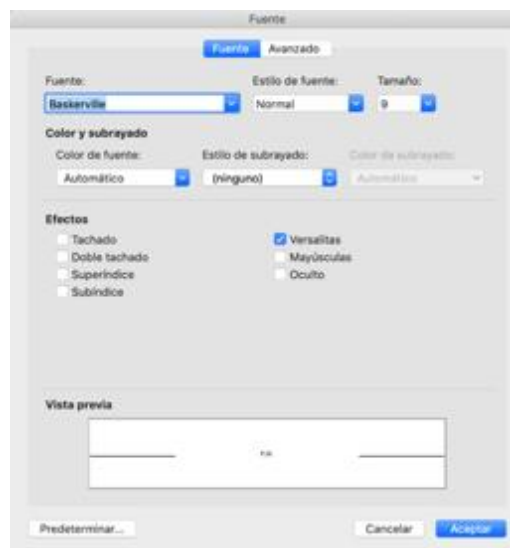 Fuente
Fuente Avanzado
Fuente: Estilo de fuente: Tamaño:
Baskerville Normal 9
Color y subrayado
Color de fuente: Estilo de subrayado: Color de subrayado:
Automático (ninguno) Automático
Efectos
Tachado Versalitas
Doble tachado Mayúsculas
Superíndice Oculto
Subíndice
Vista previa
Predeterminar... Cancelar Aceptar